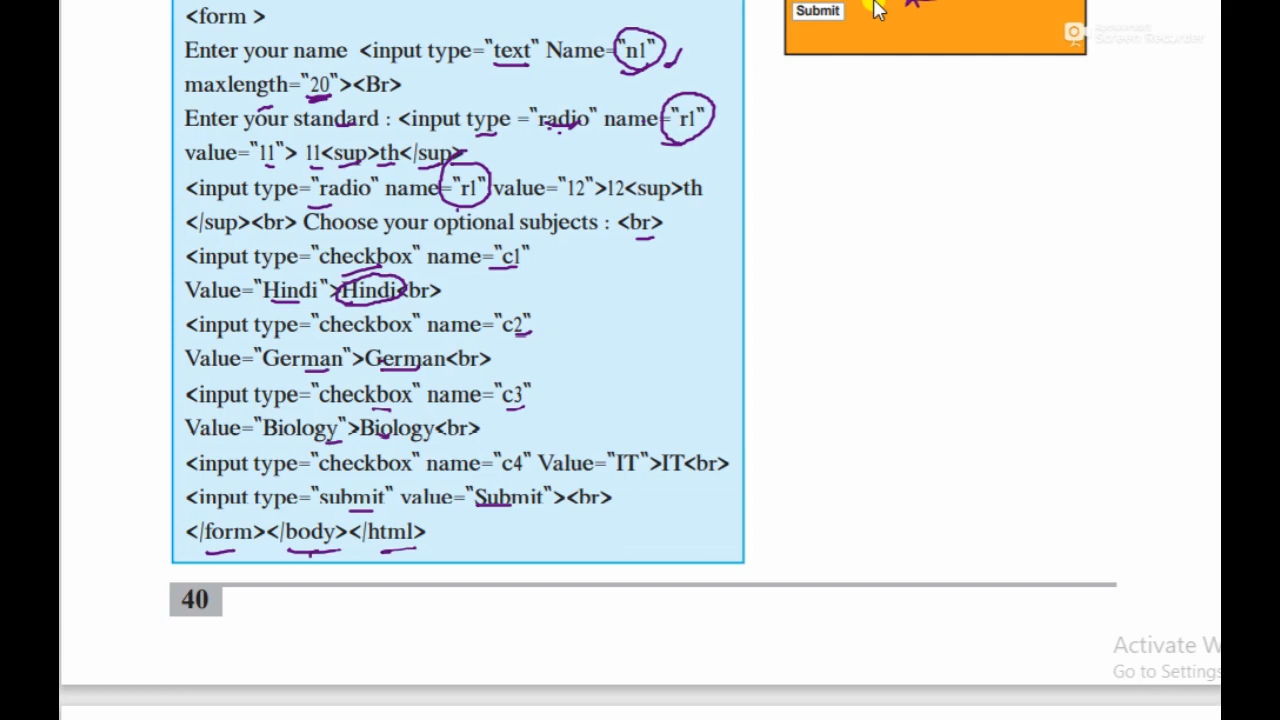 <form >
Submit
Enter your name <input type="text" Name="n1"
maxlength="20"><Br>
Enter your standard : <input type ="radio" name="r1"
value="11"> 11<sup>th</sup>
<input type="radio" name="r1" value="12">12<sup>th
</sup><br> Choose your optional subjects : <br>
<input type="checkbox" name="c1"
Value="Hindi">Hindi<br>
<input type="checkbox" name="c2"
Value="German">German<br>
<input type="checkbox" name="c3"
Value="Biology">Biology<br>
<input type="checkbox" name="c4" Value="IT">IT<br>
<input type="submit" value="Submit"><br>
</form></body></html>
40
Screen Recorder
Activate W
Go to Settings